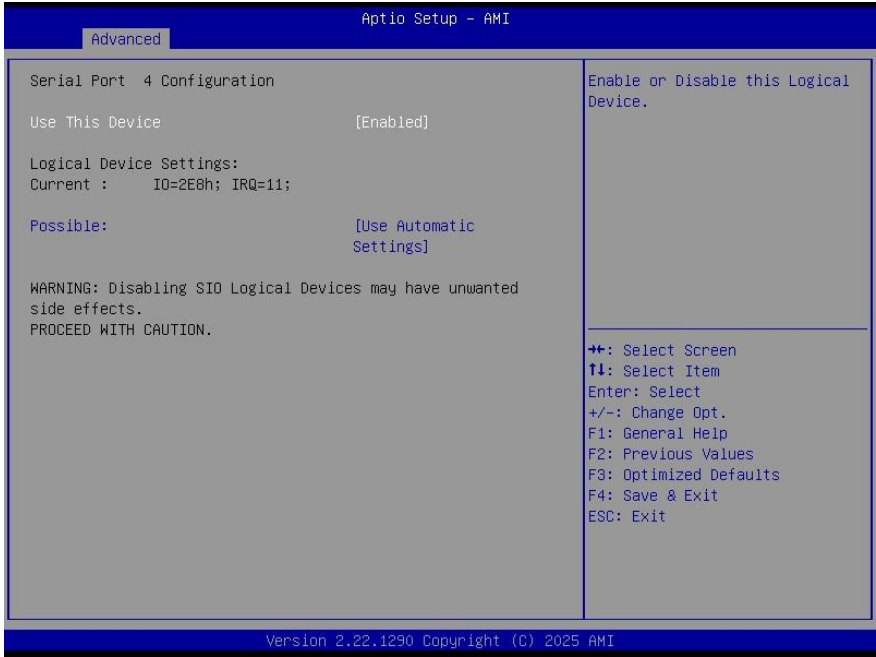 Aptio Setup - AMI
Advanced
Serial Port  4 Configuration
Use This Device [Enabled]
Logical Device Settings:
Current :    IO=2E8h; IRQ=11;
Possible: [Use Automatic
Settings]
WARNING: Disabling SIO Logical Devices may have unwanted
side effects.
PROCEED WITH CAUTION.
Enable or Disable this Logical
Device.
→←: Select Screen
↑↓: Select Item
Enter: Select
+/-: Change Opt.
F1: General Help
F2: Previous Values
F3: Optimized Defaults
F4: Save & Exit
ESC: Exit
Version 2.22.1290 Copyright (C) 2025 AMI